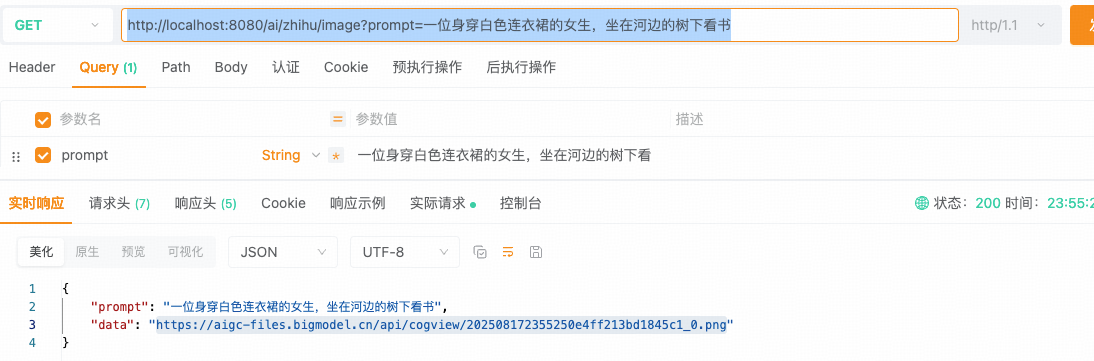 GET http://localhost:8080/ai/zhihu/image?prompt=一位身穿白色连衣裙的女生，坐在河边的树下看书 http/1.1
Header Query (1) Path Body 认证 Cookie 预执行操作 后执行操作
参数名 = 参数值 描述
prompt String * 一位身穿白色连衣裙的女生，坐在河边的树下看
实时响应 请求头 (7) 响应头 (5) Cookie 响应示例 实际请求 控制台 状态：200 时间：23:55:2
美化 原生 预览 可视化 JSON UTF-8
1 {
2 "prompt": "一位身穿白色连衣裙的女生，坐在河边的树下看书",
3 "data": "https://aigc-files.bigmodel.cn/api/cogview/202508172355250e4ff213bd1845c1_0.png"
4 }